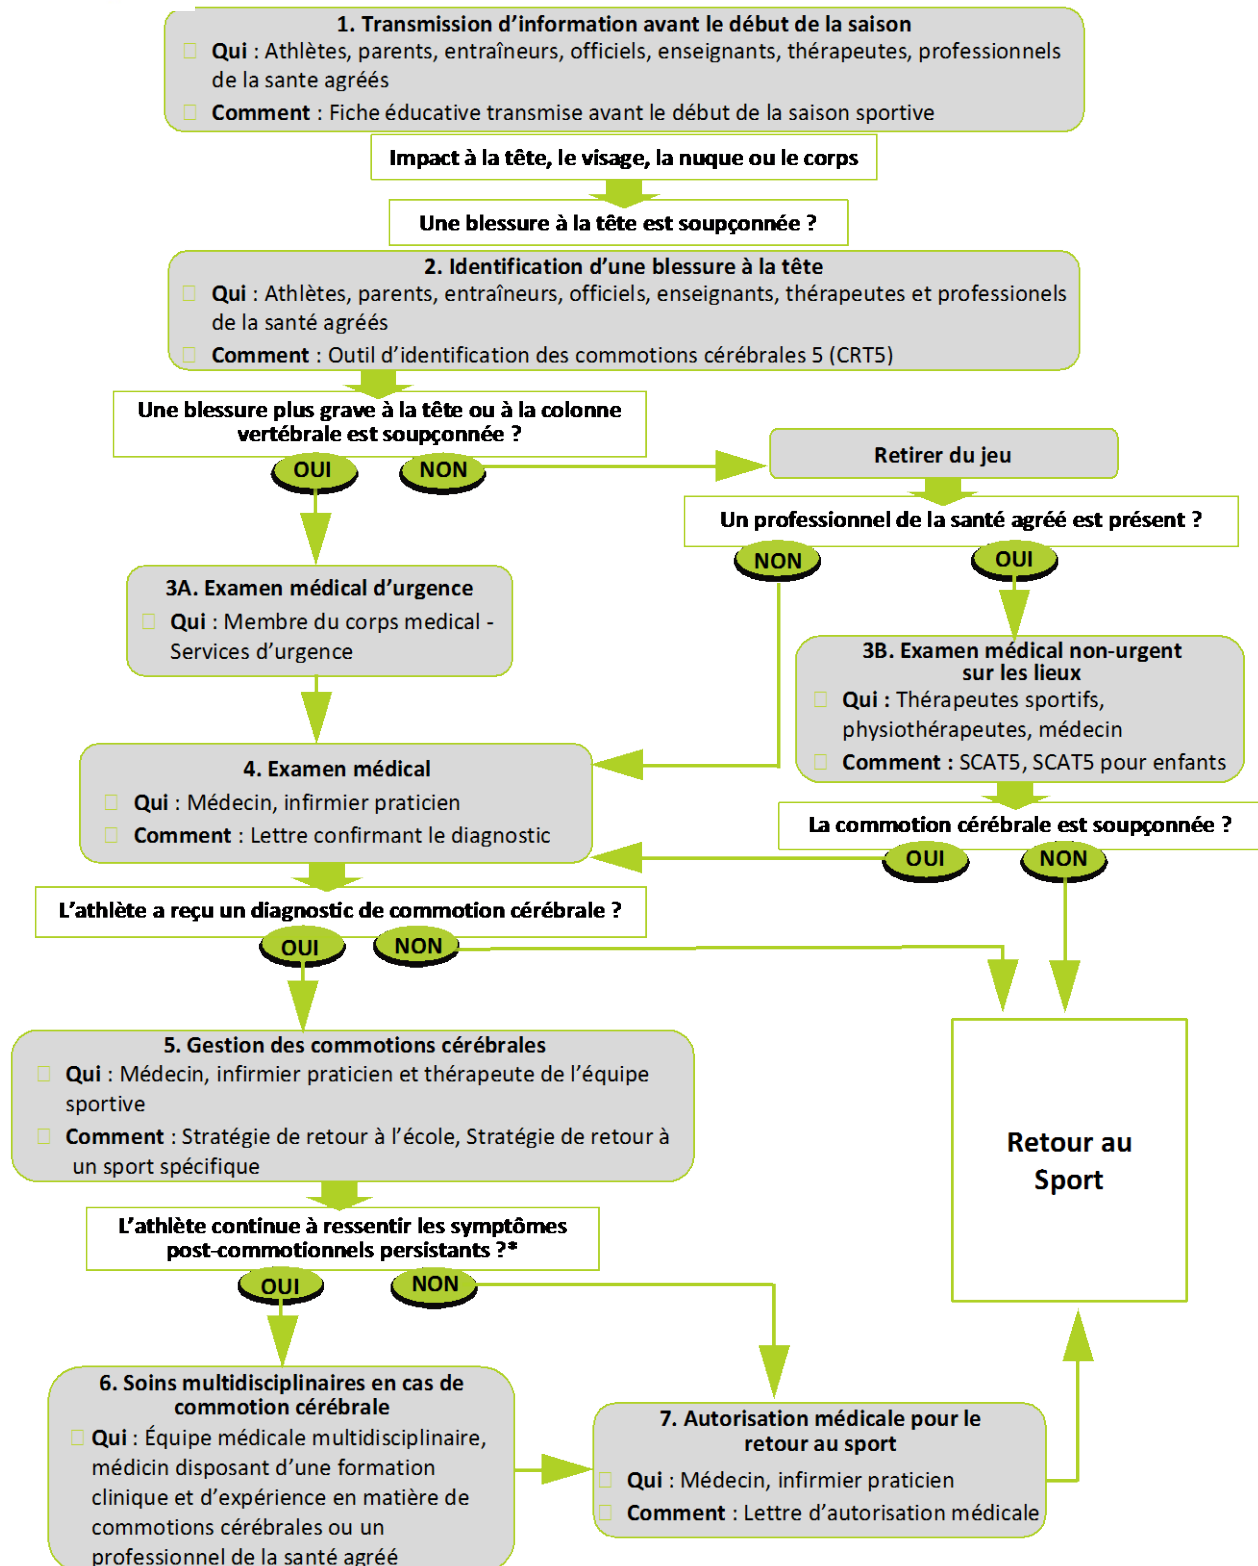 1. Transmission d’information avant le début de la saison
Qui : Athlètes, parents, entraîneurs, officiels, enseignants, thérapeutes, professionnels
de la sante agréés
Comment : Fiche éducative transmise avant le début de la saison sportive
Impact à la tête, le visage, la nuque ou le corps
Une blessure à la tête est soupçonnée ?
2. Identification d’une blessure à la tête
Qui : Athlètes, parents, entraîneurs, officiels, enseignants, thérapeutes et professionels
de la santé agréés
Comment : Outil d’identification des commotions cérébrales 5 (CRT5)
Une blessure plus grave à la tête ou à la colonne
vertébrale est soupçonnée ?
OUI
NON
Retirer du jeu
Un professionnel de la santé agréé est présent ?
NON
OUI
3A. Examen médical d’urgence
Qui : Membre du corps medical -
Services d’urgence
3B. Examen médical non-urgent
sur les lieux
Qui : Thérapeutes sportifs,
physiothérapeutes, médecin
Comment : SCAT5, SCAT5 pour enfants
4. Examen médical
Qui : Médecin, infirmier praticien
Comment : Lettre confirmant le diagnostic
La commotion cérébrale est soupçonnée ?
OUI
NON
L’athlète a reçu un diagnostic de commotion cérébrale ?
OUI
NON
5. Gestion des commotions cérébrales
Qui : Médecin, infirmier praticien et thérapeute de l’équipe
sportive
Comment : Stratégie de retour à l’école, Stratégie de retour à
un sport spécifique
Retour au
Sport
L’athlète continue à ressentir les symptômes
post-commotionnels persistants ?*
OUI
NON
6. Soins multidisciplinaires en cas de
commotion cérébrale
Qui : Équipe médicale multidisciplinaire,
médicin disposant d’une formation
clinique et d’expérience en matière de
commotions cérébrales ou un
professionnel de la santé agréé
7. Autorisation médicale pour le
retour au sport
Qui : Médecin, infirmier praticien
Comment : Lettre d’autorisation médicale